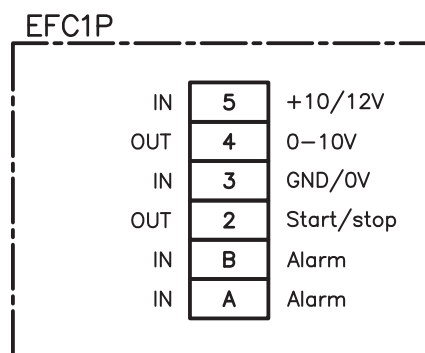 EFC1P
IN 5 +10/12V
OUT 4 0-10V
IN 3 GND/0V
OUT 2 Start/stop
IN B Alarm
IN A Alarm